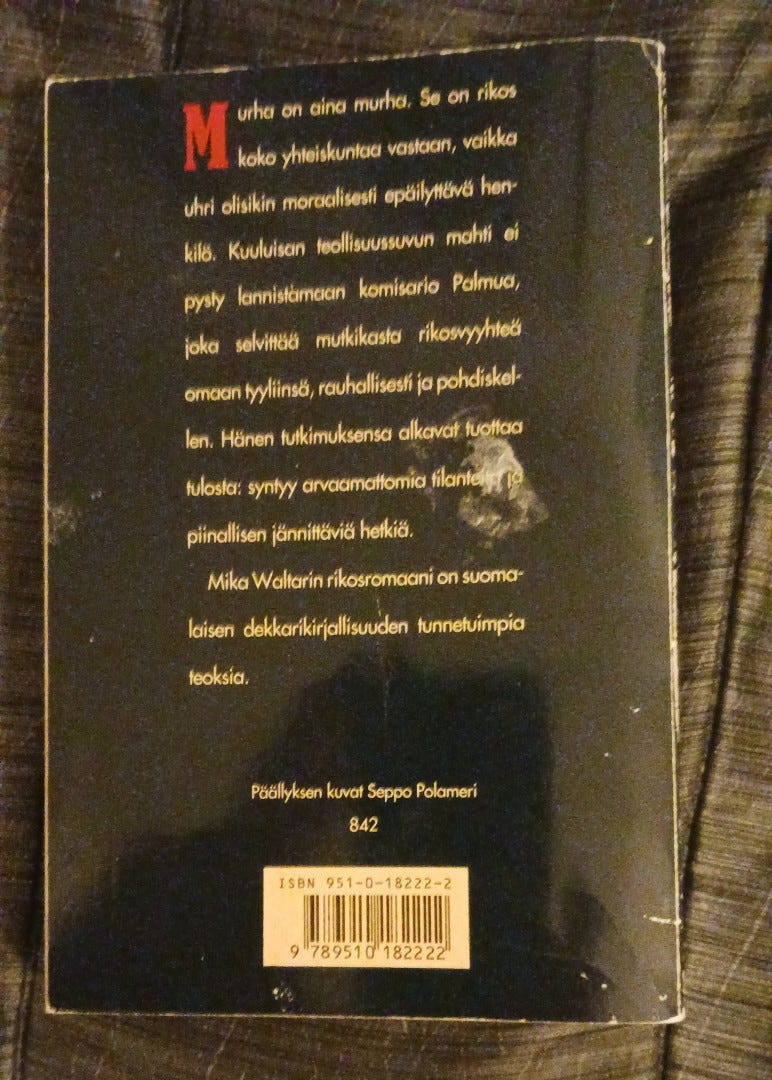 Murha on aina murha. Se on rikos
koko yhteiskuntaa vastaan, vaikka
uhri olisikin moraalisesti epäilyttävä hen-
kilö. Kuuluisan teollisuussuvun mahti ei
pysty lannistamaan komisario Palmua,
joka selvittää mutkikasta rikosvyyhteä
omaan tyyliinsä, rauhallisesti ja pohdiskel-
len. Hänen tutkimuksensa alkavat tuottaa
tulosta: syntyy arvaamattomia tilanteita ja
piinallisen jännittäviä hetkiä.
Mika Waltarin rikosromaani on suoma-
laisen dekkarikirjallisuuden tunnetuimpia
teoksia.
Päällyksen kuvat Seppo Polameri
842
ISBN 951-0-18222-2
9 789510 182222